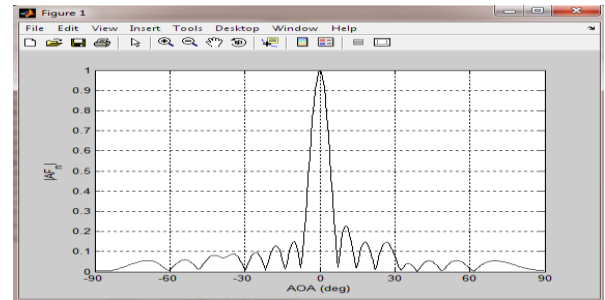 Figure 1
File Edit View Insert Tools Desktop Window Help
1
0.9
0.8
0.7
0.6
0.5
0.4
0.3
0.2
0.1
0
|AFn|
-90 -60 -30 0 30 60 90
AOA (deg)